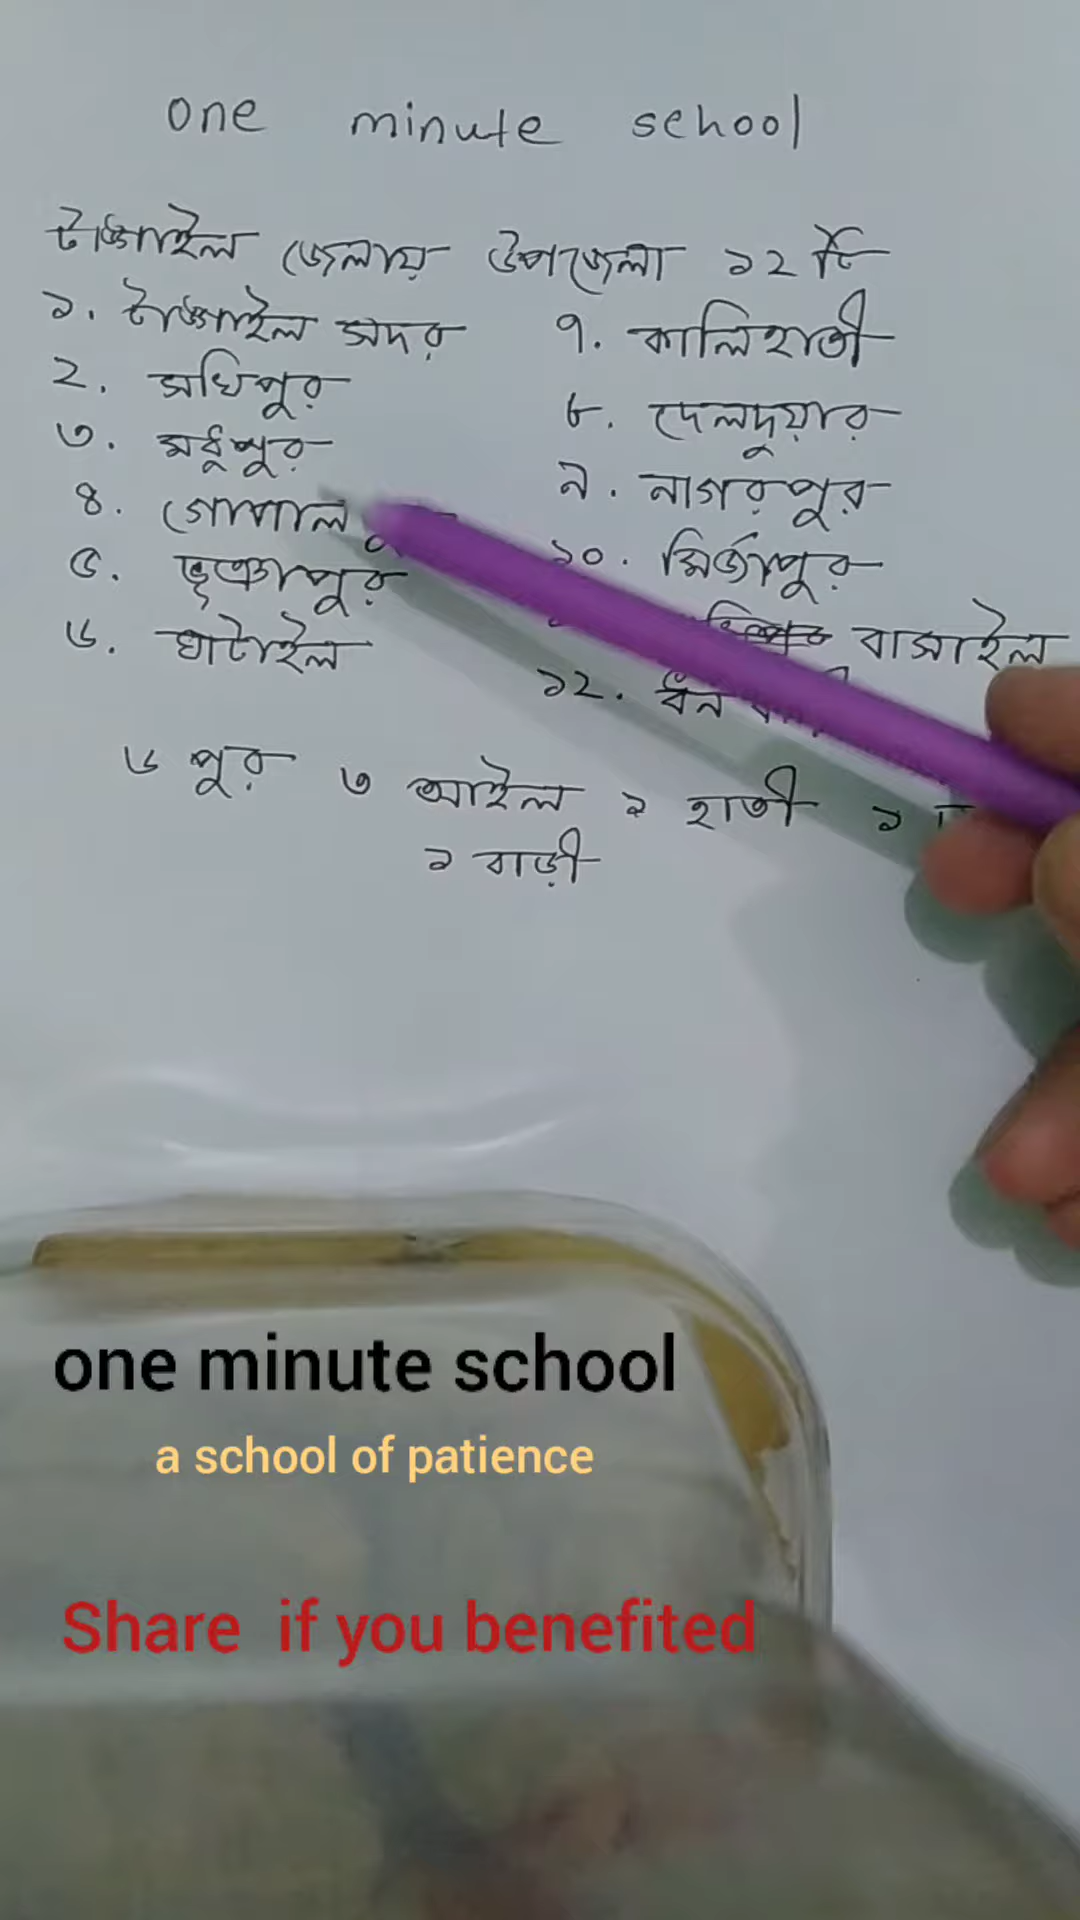 one minute school
টাঙ্গাইল জেলায় উপজেলা ১২ টি
১. টাঙ্গাইল সদর
২. সখিপুর
৩. মধুপুর
৪. গোপাল
৫. ভূঞাপুর
৬. ঘাটাইল
৭. কালিহাতী
৮. দেলদুয়ার
৯. নাগরপুর
১০. মির্জাপুর
বাসাইল
১২. ধন
৬ পুর ৩ আইল ১ হাতী ১
১ বাড়ী
one minute school
a school of patience
Share if you benefited